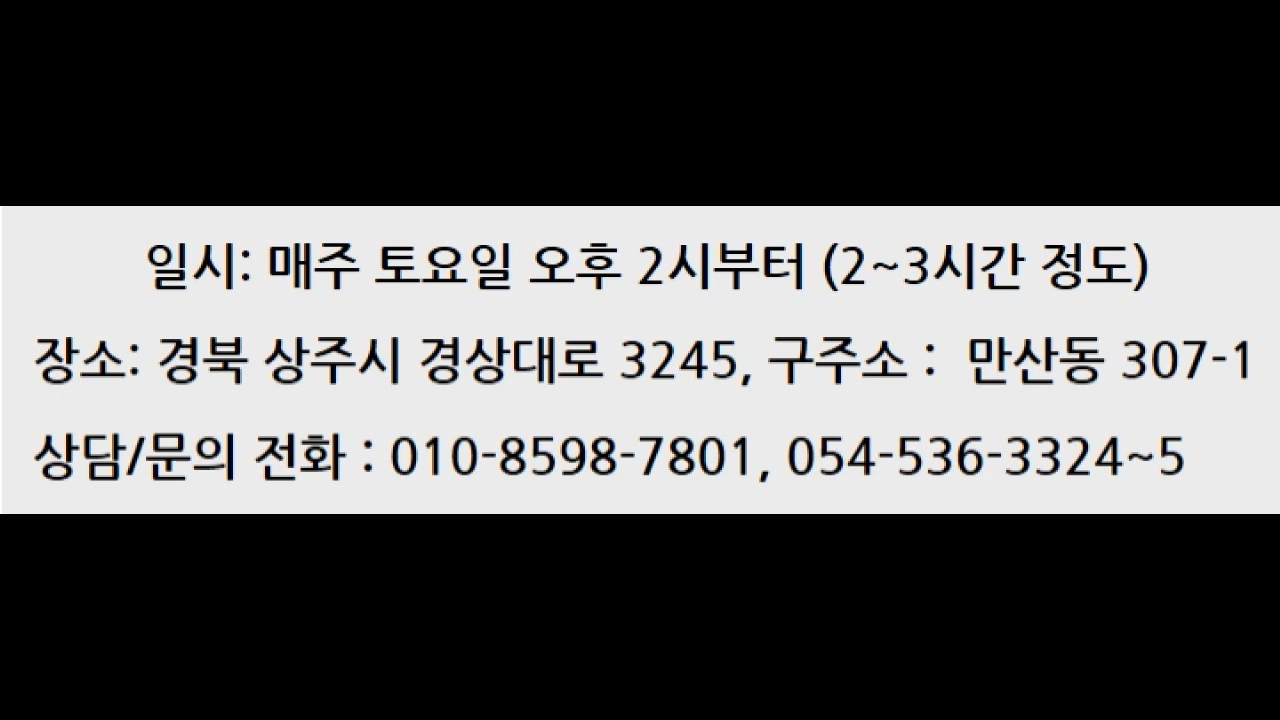 일시: 매주 토요일 오후 2시부터 (2~3시간 정도)
장소: 경북 상주시 경상대로 3245, 구주소 : 만산동 307-1
상담/문의 전화 : 010-8598-7801, 054-536-3324~5